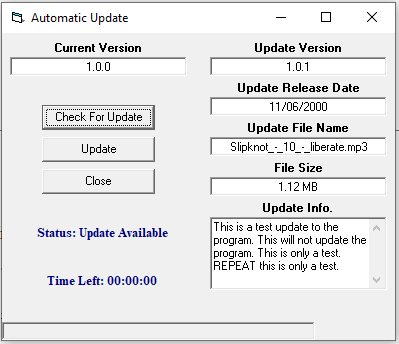 Automatic Update
Current Version
1.0.0
Check For Update
Update
Close
Status: Update Available
Time Left: 00:00:00
Update Version
1.0.1
Update Release Date
11/06/2000
Update File Name
Slipknot_-_10_-_liberate.mp3
File Size
1.12 MB
Update Info.
This is a test update to the
program. This will not update the
program. This is only a test.
REPEAT this is only a test.